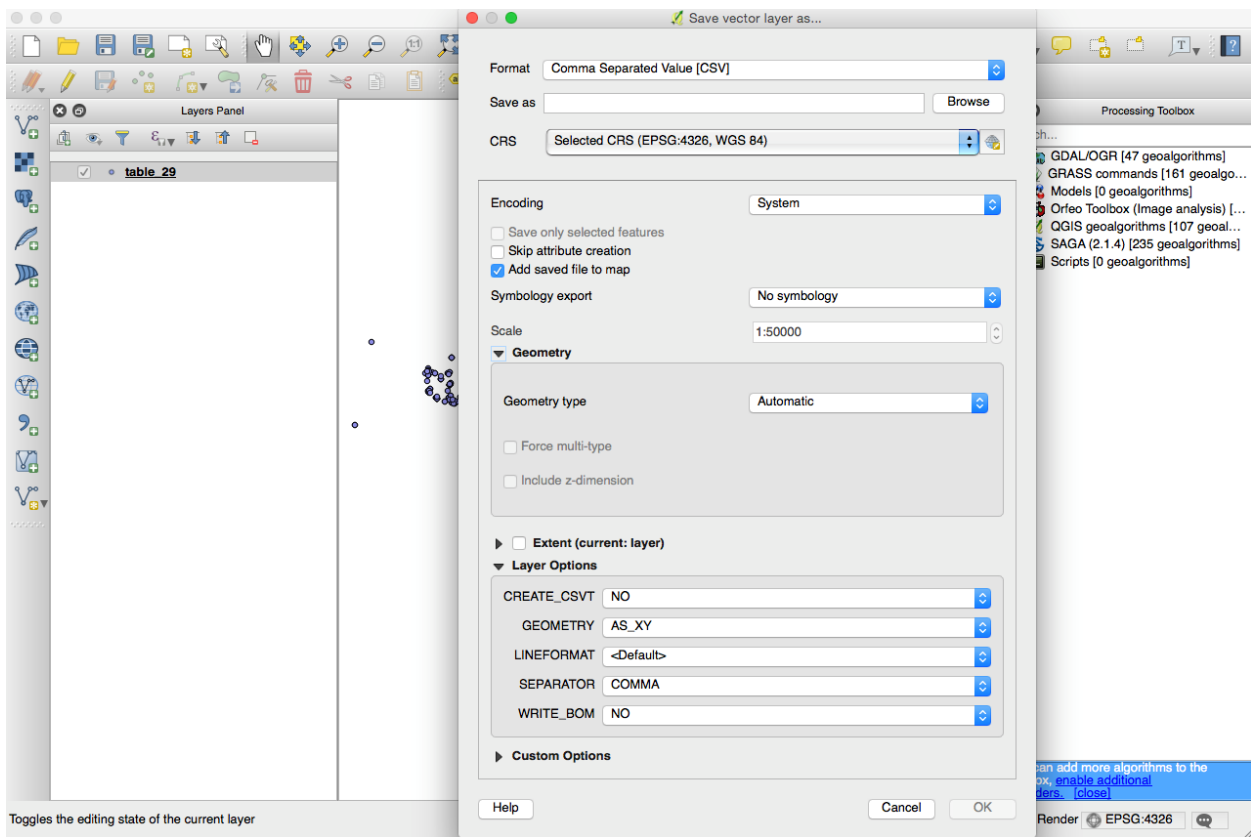 Save vector layer as...
Format Comma Separated Value [CSV]
Save as Browse
CRS Selected CRS (EPSG:4326, WGS 84)
Layers Panel
table_29
Encoding System
Save only selected features
Skip attribute creation
Add saved file to map
Symbology export No symbology
Scale 1:50000
Geometry
Geometry type Automatic
Force multi-type
Include z-dimension
Extent (current: layer)
Layer Options
CREATE_CSVT NO
GEOMETRY AS_XY
LINEFORMAT <Default>
SEPARATOR COMMA
WRITE_BOM NO
Custom Options
Help Cancel OK
Processing Toolbox
GDAL/OGR [47 geoalgorithms]
GRASS commands [161 geoalgo...
Models [0 geoalgorithms]
Orfeo Toolbox (Image analysis) [...
QGIS geoalgorithms [107 geoal...
SAGA (2.1.4) [235 geoalgorithms]
Scripts [0 geoalgorithms]
can add more algorithms to the
enable additional
[close]
Toggles the editing state of the current layer
Render EPSG:4326